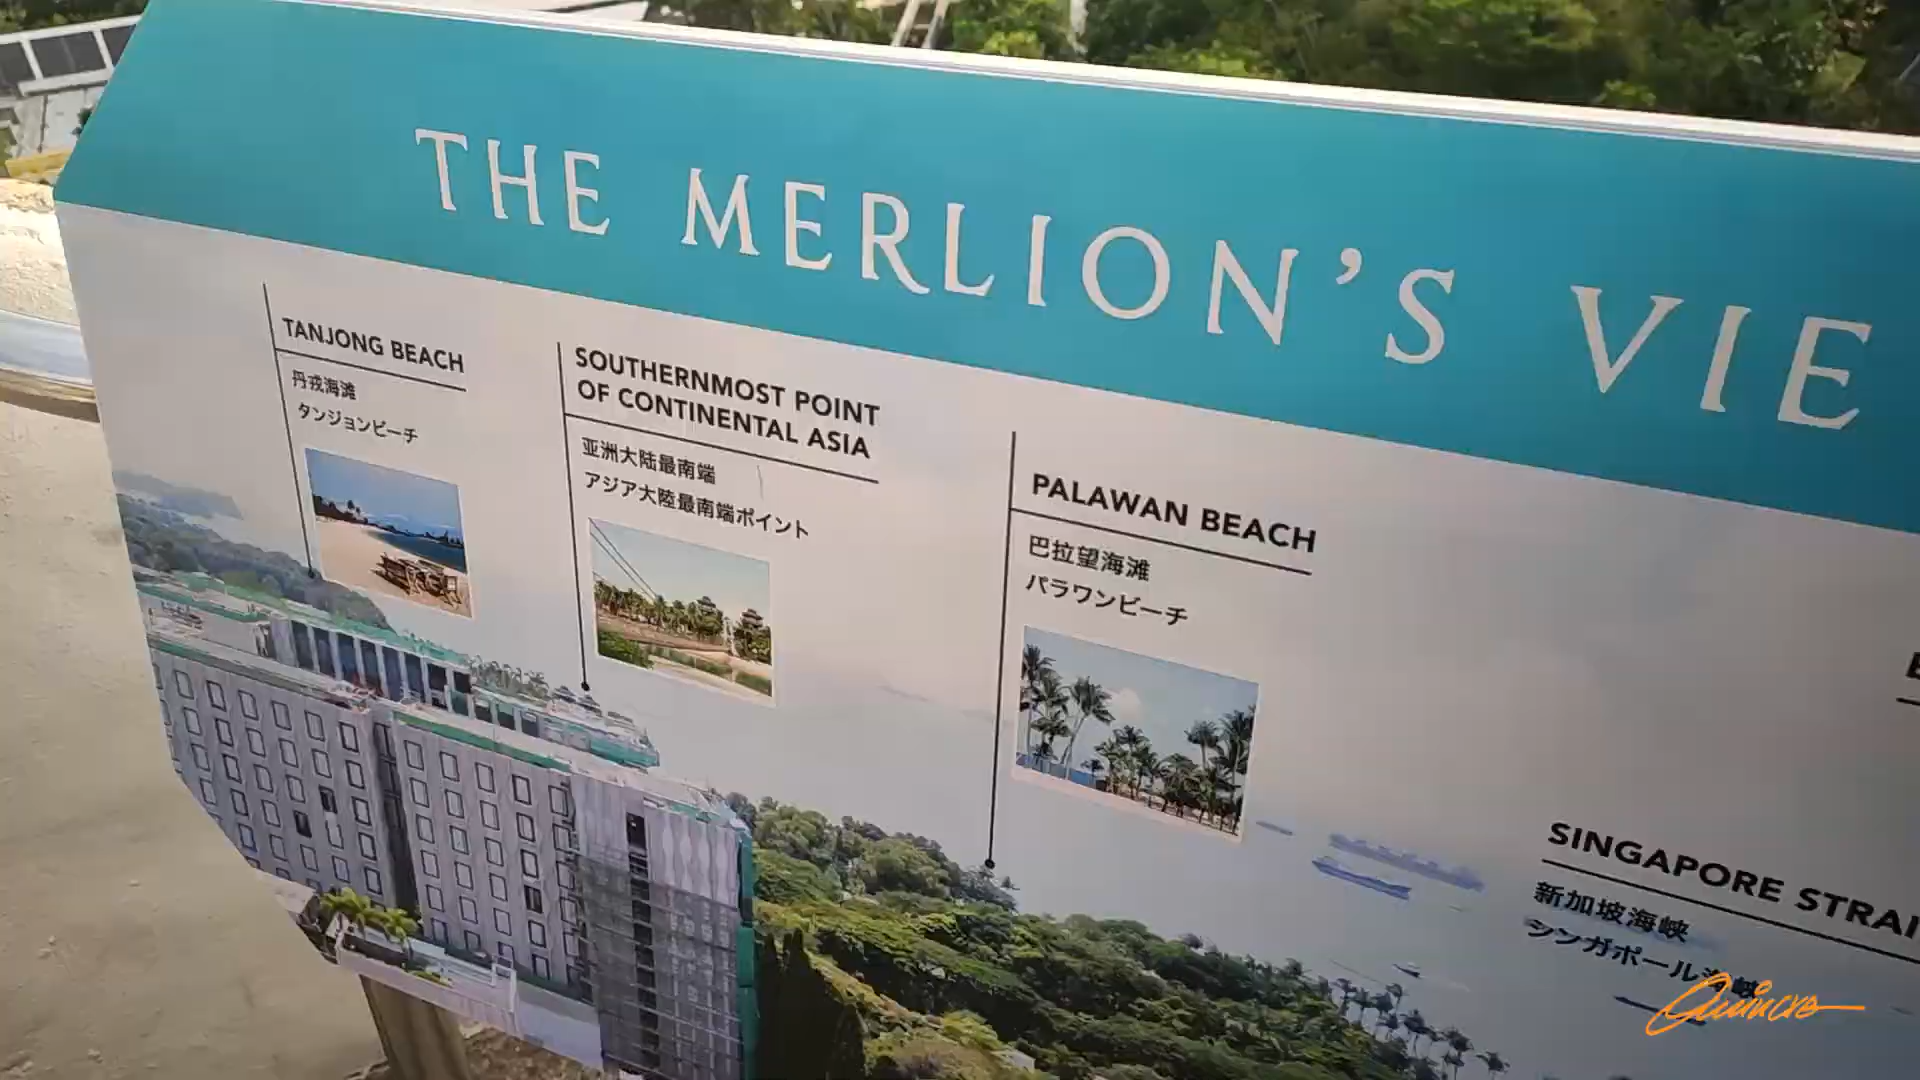 THE MERLION'S VIE
TANJONG BEACH
丹戎海滩
タンジョンビーチ
SOUTHERNMOST POINT
OF CONTINENTAL ASIA
亚洲大陆最南端
アジア大陸最南端ポイント
PALAWAN BEACH
巴拉望海滩
パラワンビーチ
SINGAPORE STRAI
新加坡海峡
シンガポール海峡